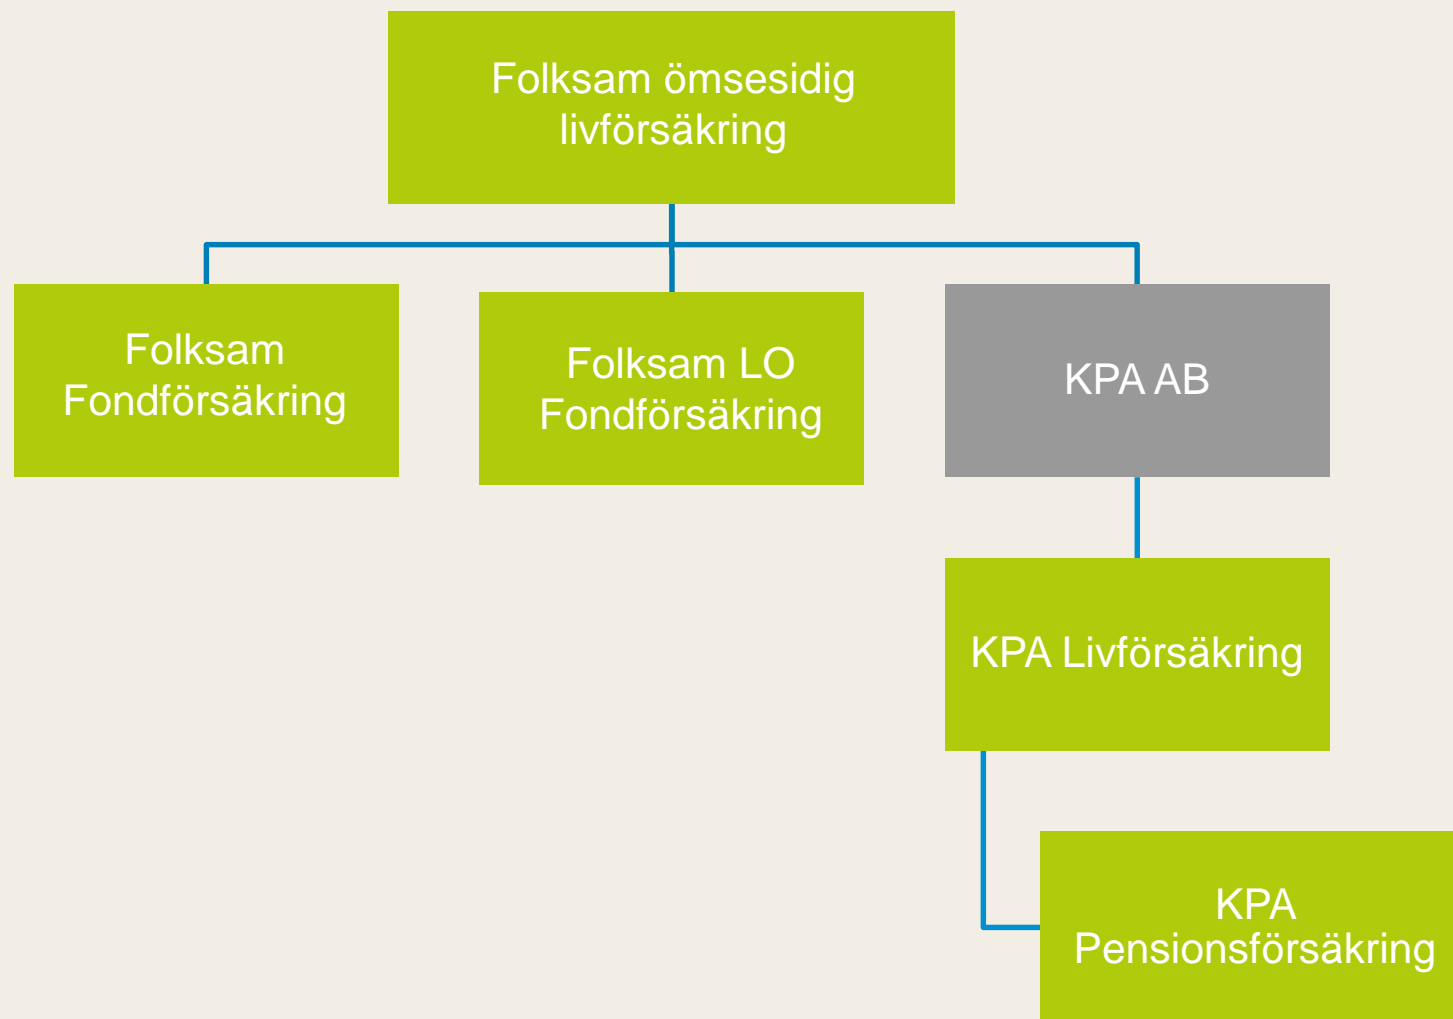 Folksam ömsesidig
livförsäkring
Folksam
Fondförsäkring
Folksam LO
Fondförsäkring
KPA AB
KPA Livförsäkring
KPA
Pensionsförsäkring